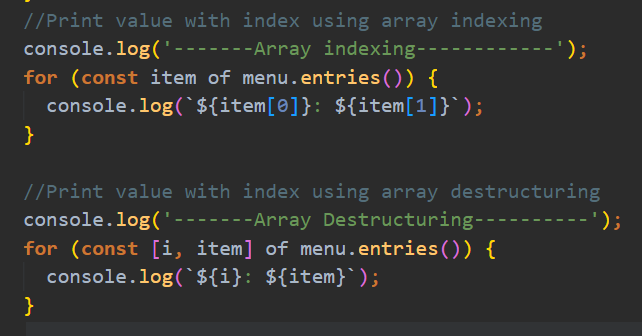 //Print value with index using array indexing
console.log('-------Array indexing------------');
for (const item of menu.entries()) {
  console.log(`${item[0]}: ${item[1]}`);
}

//Print value with index using array destructuring
console.log('-------Array Destructuring----------');
for (const [i, item] of menu.entries()) {
  console.log(`${i}: ${item}`);
}